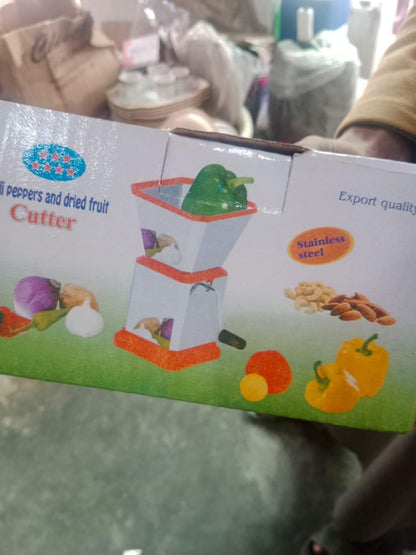 li peppers and dried fruit
Cutter
Export quality
Stainless
steel